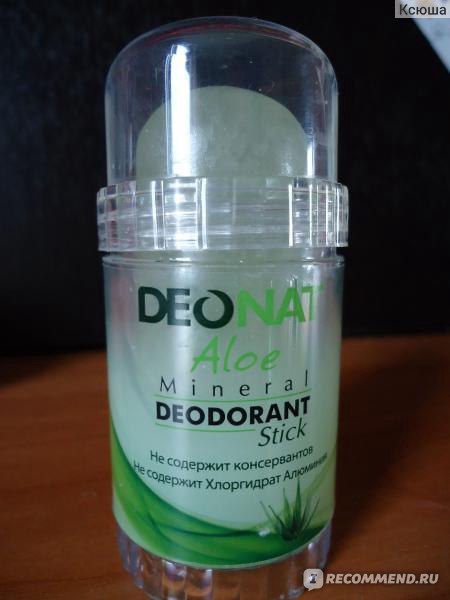 Ксюша
DEONAT
Aloe
Mineral
DEODORANT
Stick
Не содержит консервантов
Не содержит Хлоргидрат Алюминия
RECOMMEND.RU